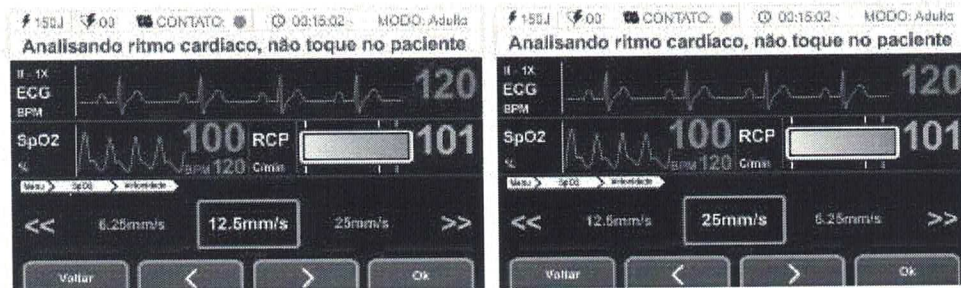 150J 00 CONTATO: 00:15:02 MODO: Adulto
Analisando ritmo cardíaco, não toque no paciente
II - 1X
ECG
BPM
120
SpO2
%
100
BPM 120
RCP
C/min
101
Menu SpO2 Velocidade
<< 6.25mm/s 12.5mm/s 25mm/s >>
Voltar < > Ok
150J 00 CONTATO: 00:15:02 MODO: Adulto
Analisando ritmo cardíaco, não toque no paciente
II - 1X
ECG
BPM
120
SpO2
%
100
BPM 120
RCP
C/min
101
Menu SpO2 Velocidade
<< 12.5mm/s 25mm/s 6.25mm/s >>
Voltar < > Ok